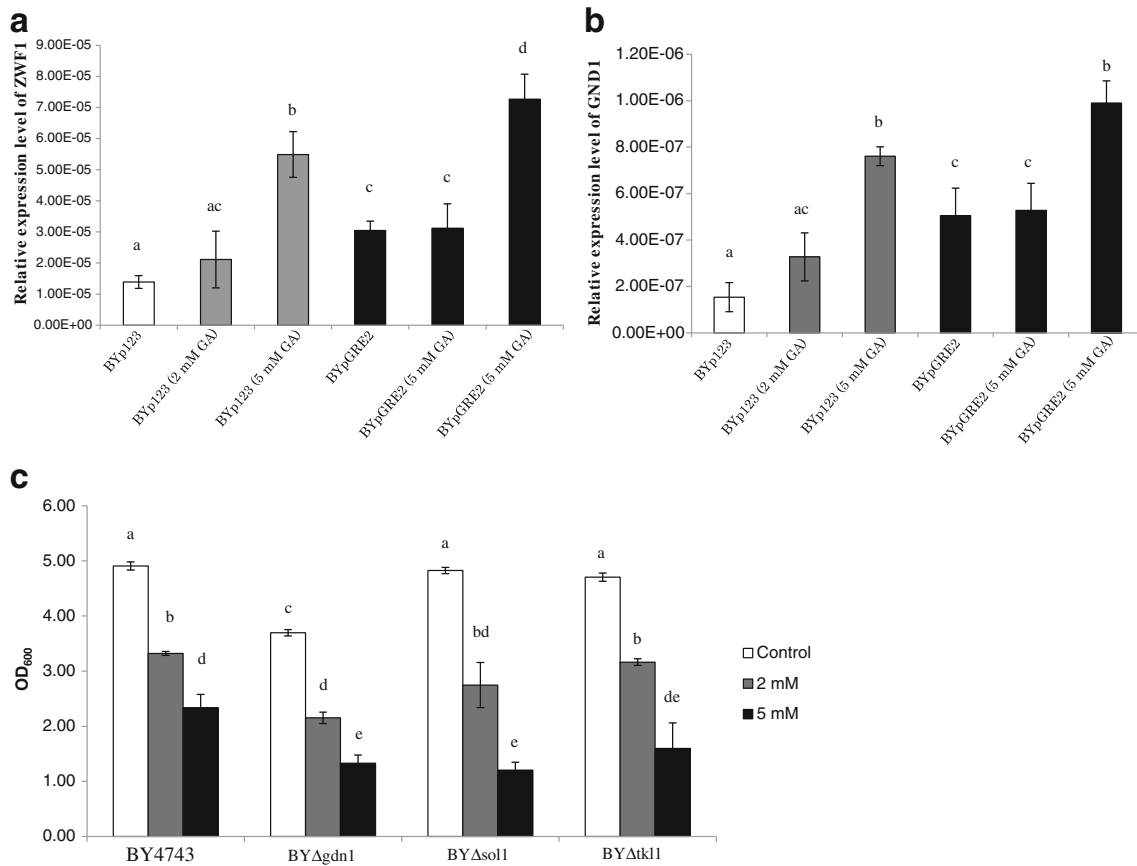 a
Relative expression level of ZWF1
9.00E-05
8.00E-05
7.00E-05
6.00E-05
5.00E-05
4.00E-05
3.00E-05
2.00E-05
1.00E-05
0.00E+00
a
ac
b
c
c
d
BYp123
BYp123 (2 mM GA)
BYp123 (5 mM GA)
BYpGRE2
BYpGRE2 (5 mM GA)
BYpGRE2 (5 mM GA)
b
Relative expression level of GND1
1.20E-06
1.00E-06
8.00E-07
6.00E-07
4.00E-07
2.00E-07
0.00E+00
a
ac
b
c
c
b
BYp123
BYp123 (2 mM GA)
BYp123 (5 mM GA)
BYpGRE2
BYpGRE2 (5 mM GA)
BYpGRE2 (5 mM GA)
c
OD600
6.00
5.00
4.00
3.00
2.00
1.00
0.00
a
b
d
c
d
e
a
bd
e
a
b
de
BY4743
BYΔgdn1
BYΔsol1
BYΔtkl1
Control
2 mM
5 mM